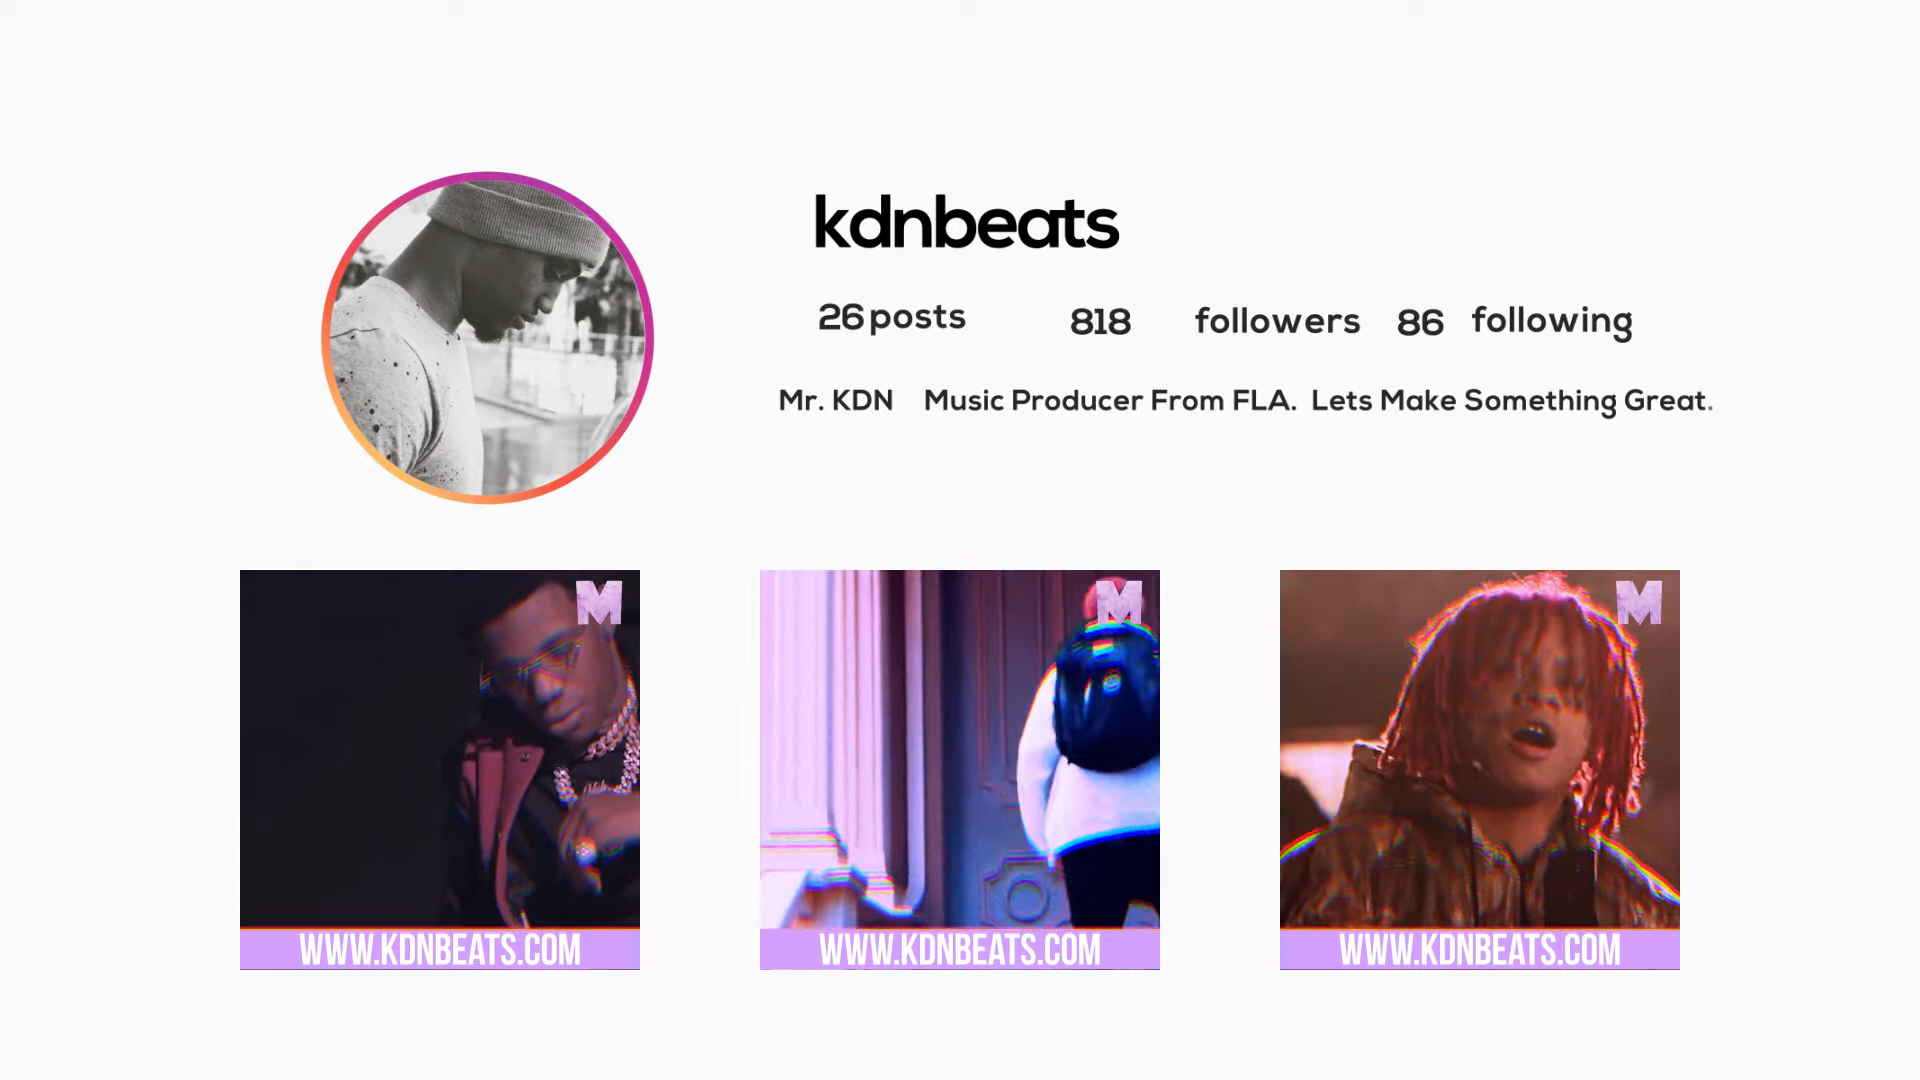 kdnbeats
26 posts 818 followers 86 following
Mr. KDN Music Producer From FLA. Lets Make Something Great.
M
M
M
WWW.KDNBEATS.COM
WWW.KDNBEATS.COM
WWW.KDNBEATS.COM